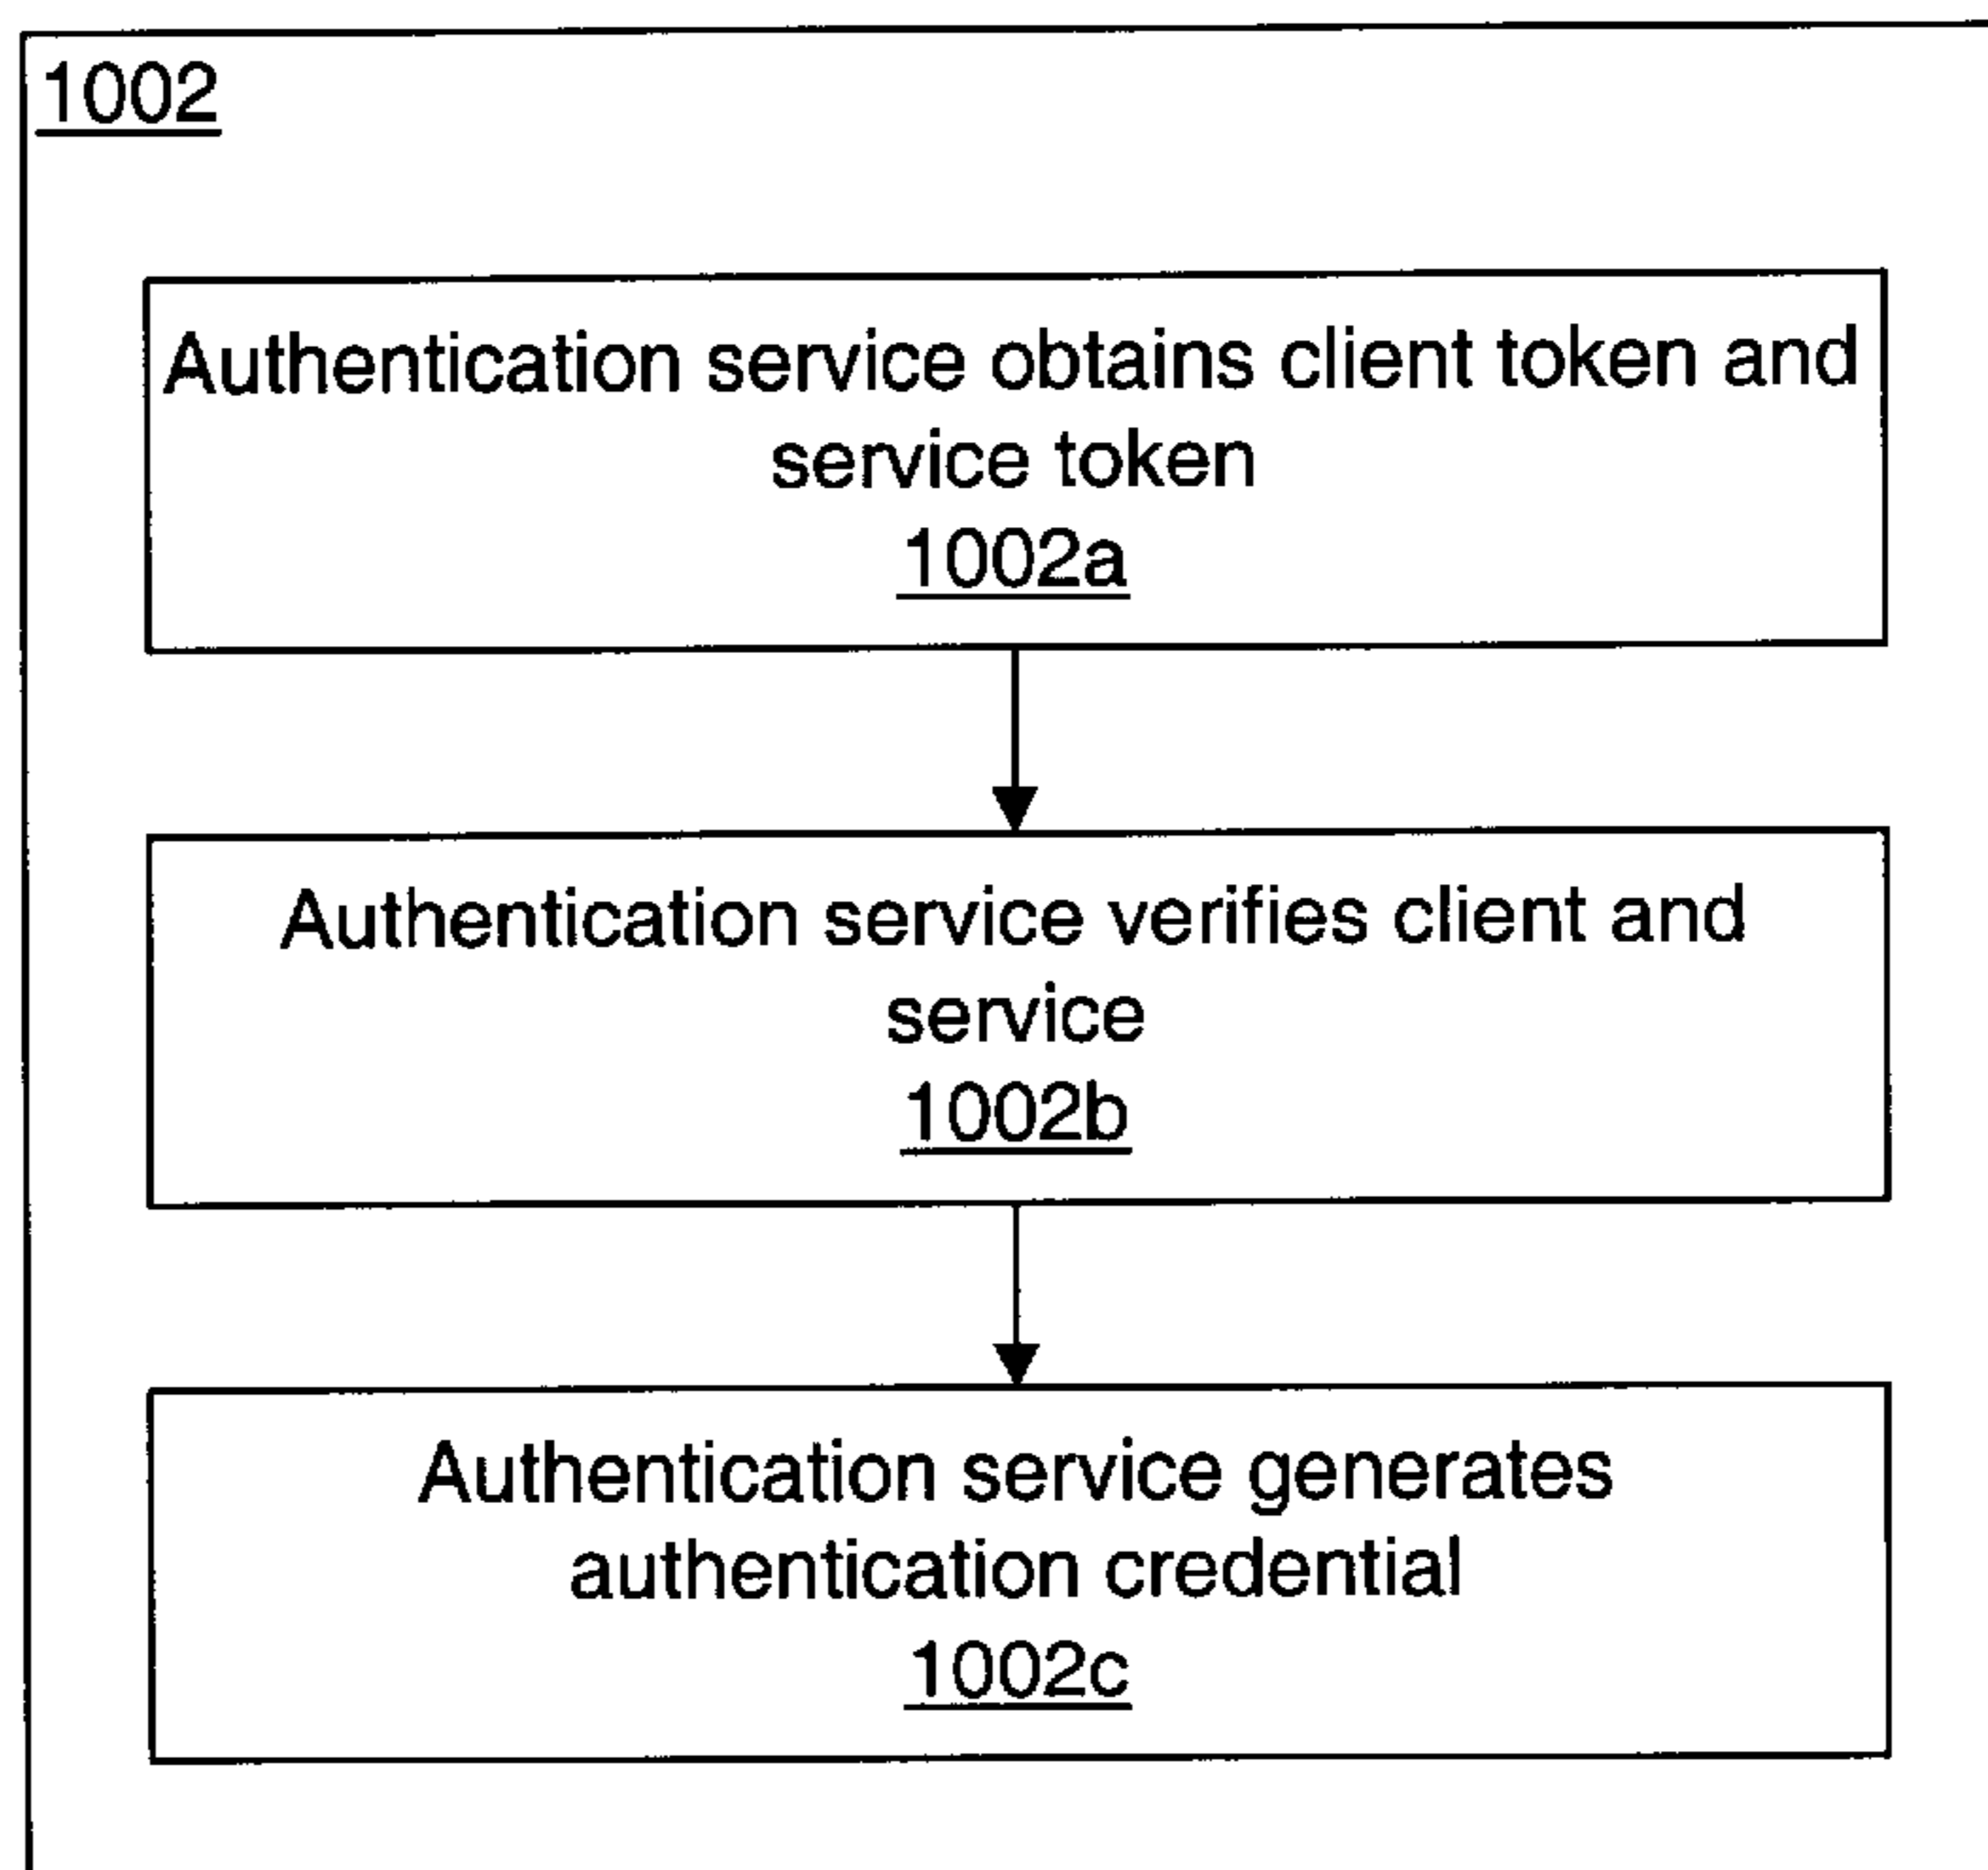 1002
Authentication service obtains client token and
service token
1002a
Authentication service verifies client and
service
1002b
Authentication service generates
authentication credential
1002c